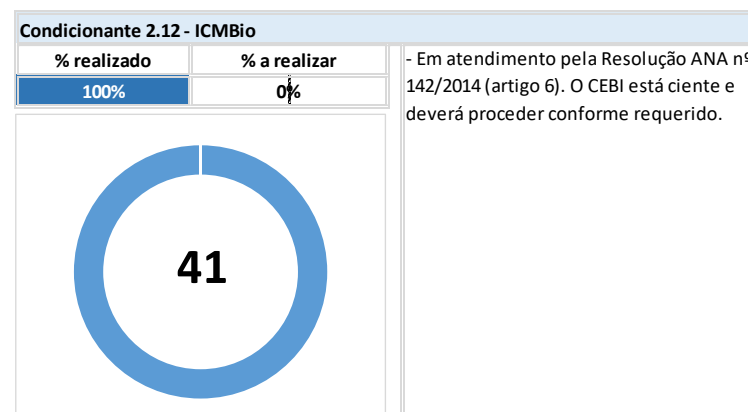 Condicionante 2.12 - ICMBio
% realizado % a realizar
100% 0%
- Em atendimento pela Resolução ANA nº
142/2014 (artigo 6). O CEBI está ciente e
deverá proceder conforme requerido.
41